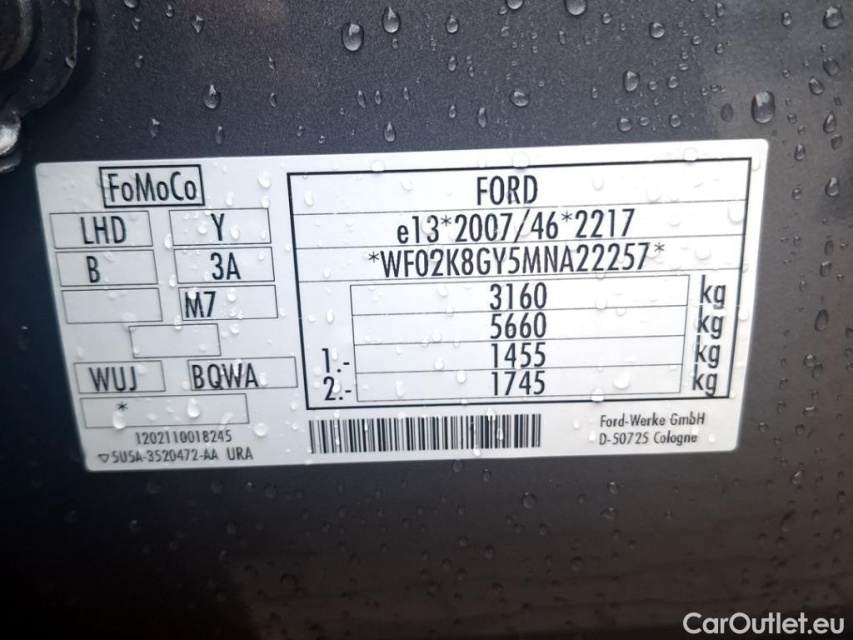 FoMoCo
LHD Y
B 3A
M7
WUJ BQWA
*
1202110018245
5U5A-3520472-AA URA
FORD
e13*2007/46*2217
*WF02K8GY5MNA22257*
3160 kg
5660 kg
1.- 1455 kg
2.- 1745 kg
Ford-Werke GmbH
D-50725 Cologne
CarOutlet.eu